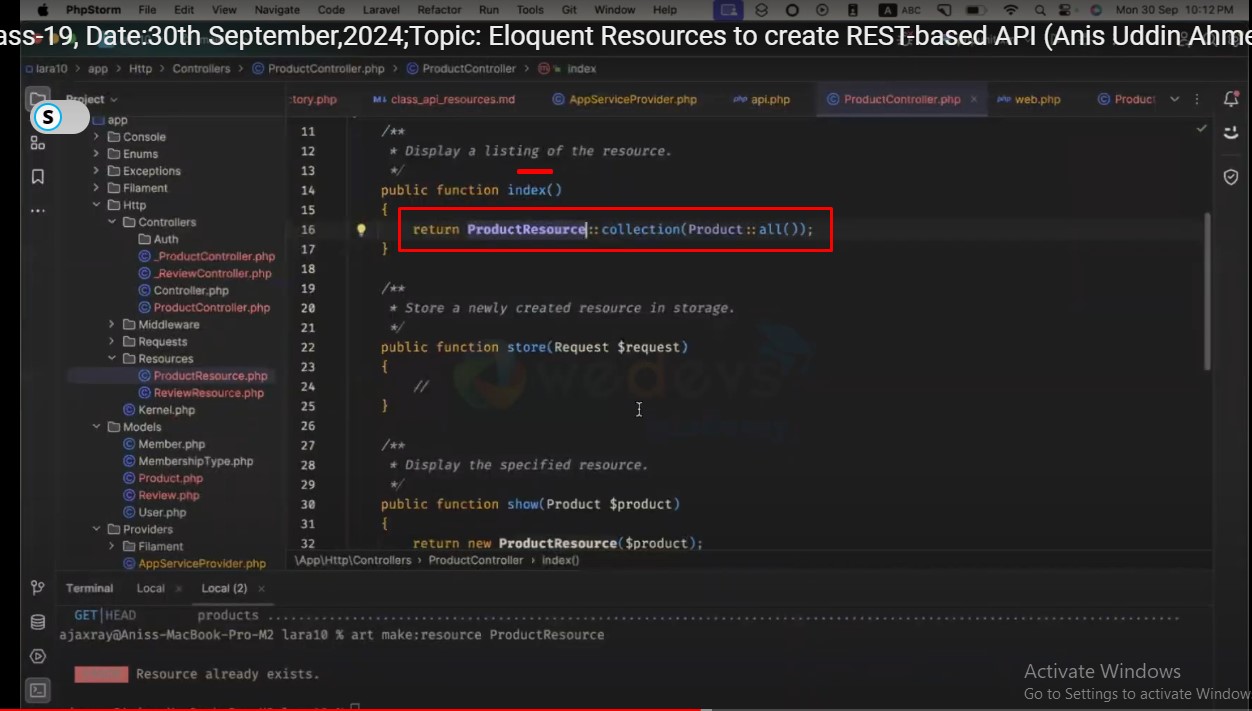 PhpStorm File Edit View Navigate Code Laravel Refactor Run Tools Git Window Help A ABC Mon 30 Sep 10:12 PM
ass-19, Date:30th September,2024;Topic: Eloquent Resources to create REST-based API (Anis Uddin Ahme
lara10 > app > Http > Controllers > ProductController.php > ProductController > index
Project :tory.php class_api_resources.md AppServiceProvider.php api.php ProductController.php × web.php Product
S
app
Console
Enums
Exceptions
Filament
Http
Controllers
Auth
_ProductController.php
_ReviewController.php
Controller.php
ProductController.php
Middleware
Requests
Resources
ProductResource.php
ReviewResource.php
Kernel.php
Models
Member.php
MembershipType.php
Product.php
Review.php
User.php
Providers
Filament
AppServiceProvider.php
11 /**
12 * Display a listing of the resource.
13 */
14 public function index()
15 {
16 return ProductResource::collection(Product::all());
17 }
18
19 /**
20 * Store a newly created resource in storage.
21 */
22 public function store(Request $request)
23 {
24 //
25 }
26
27 /**
28 * Display the specified resource.
29 */
30 public function show(Product $product)
31 {
32 return new ProductResource($product);
wedevs
\App\Http\Controllers > ProductController > index()
Terminal Local × Local (2) ×
GET|HEAD products ................................................................
ajaxray@Aniss-MacBook-Pro-M2 lara10 % art make:resource ProductResource
Resource already exists.
Activate Windows
Go to Settings to activate Window